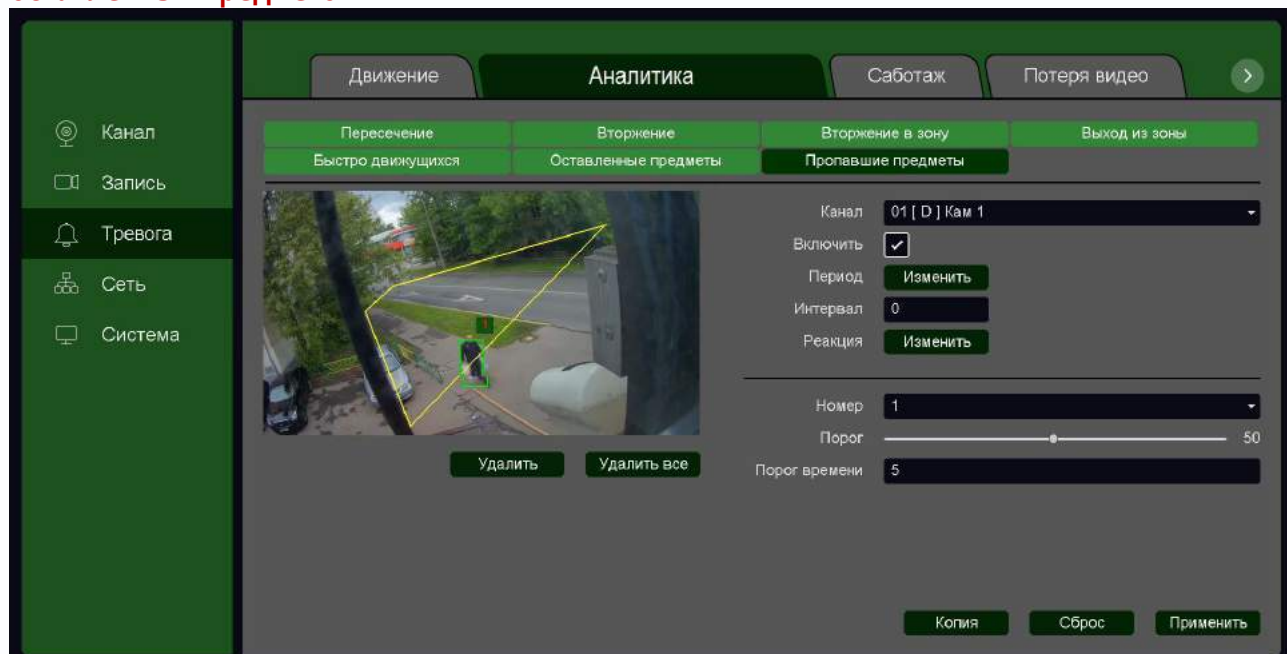 Движение
Аналитика
Саботаж
Потеря видео
Канал
Запись
Тревога
Сеть
Система
Пересечение
Вторжение
Вторжение в зону
Выход из зоны
Быстро движущихся
Оставленные предметы
Пропавшие предметы
Канал 01 [ D ] Кам 1
Включить
Период Изменить
Интервал 0
Реакция Изменить
1
Номер 1
Порог 50
Порог времени 5
Удалить
Удалить все
Копия
Сброс
Применить